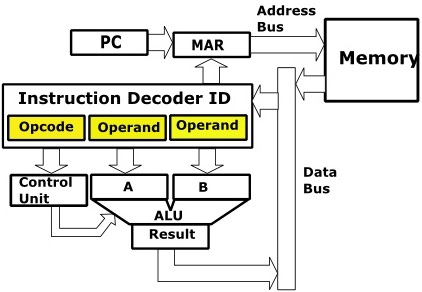 Address
Bus
PC
MAR
Memory
Instruction Decoder ID
Opcode
Operand
Operand
Control
Unit
A
B
ALU
Result
Data
Bus